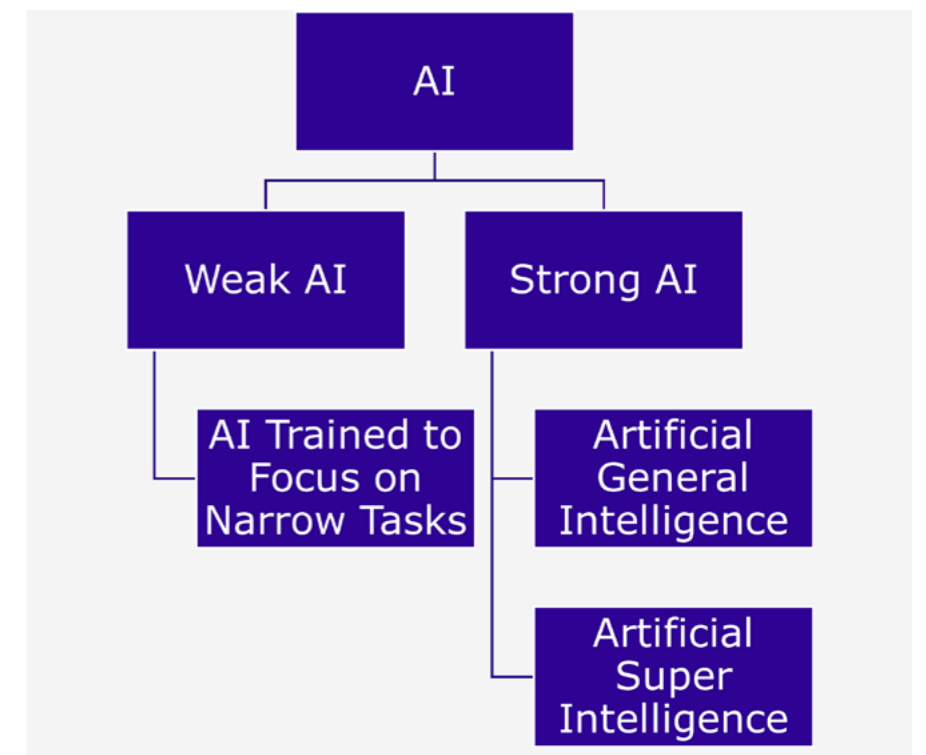 AI
Weak AI
Strong AI
AI Trained to
Focus on
Narrow Tasks
Artificial
General
Intelligence
Artificial
Super
Intelligence